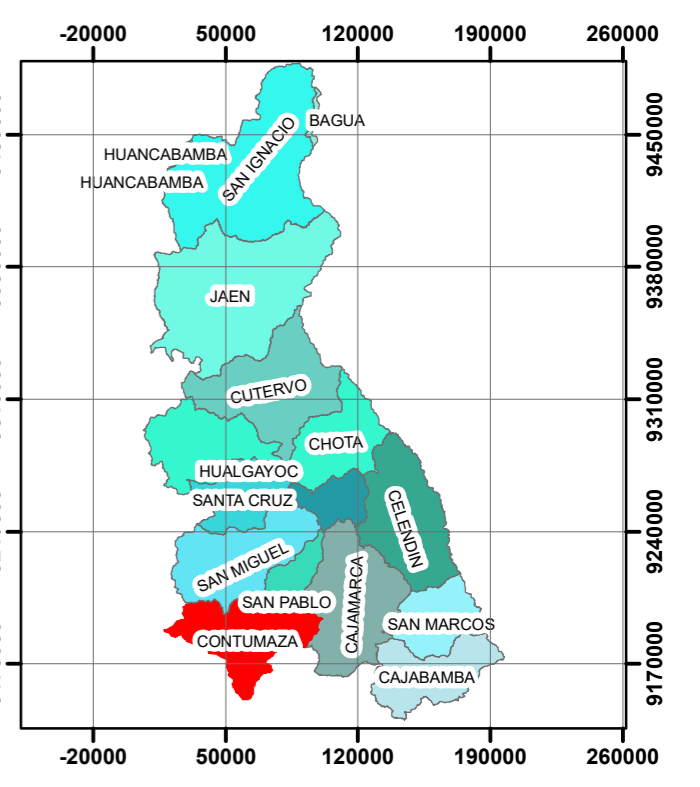 -20000 50000 120000 190000 260000
BAGUA
9450000
SAN IGNACIO
HUANCABAMBA
HUANCABAMBA
9380000
JAEN
CUTERVO
9310000
CHOTA
HUALGAYOC
SANTA CRUZ
CELENDIN
9240000
SAN MIGUEL
CAJAMARCA
SAN PABLO
SAN MARCOS
CONTUMAZA
9170000
CAJABAMBA
-20000 50000 120000 190000 260000